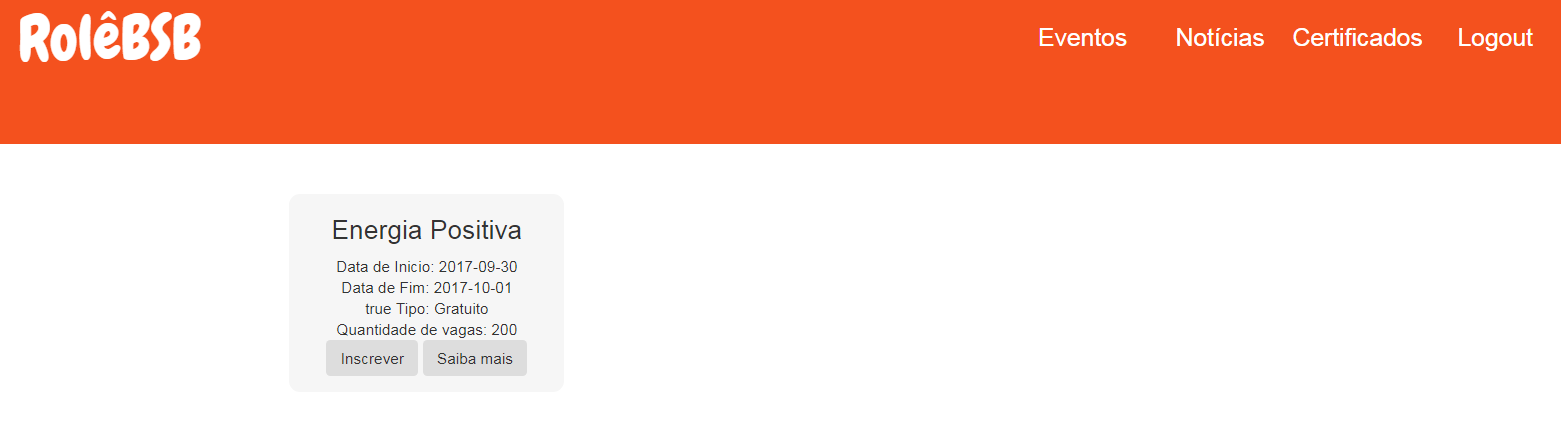 RolêBSB
Eventos Notícias Certificados Logout
Energia Positiva
Data de Inicio: 2017-09-30
Data de Fim: 2017-10-01
true Tipo: Gratuito
Quantidade de vagas: 200
Inscrever Saiba mais